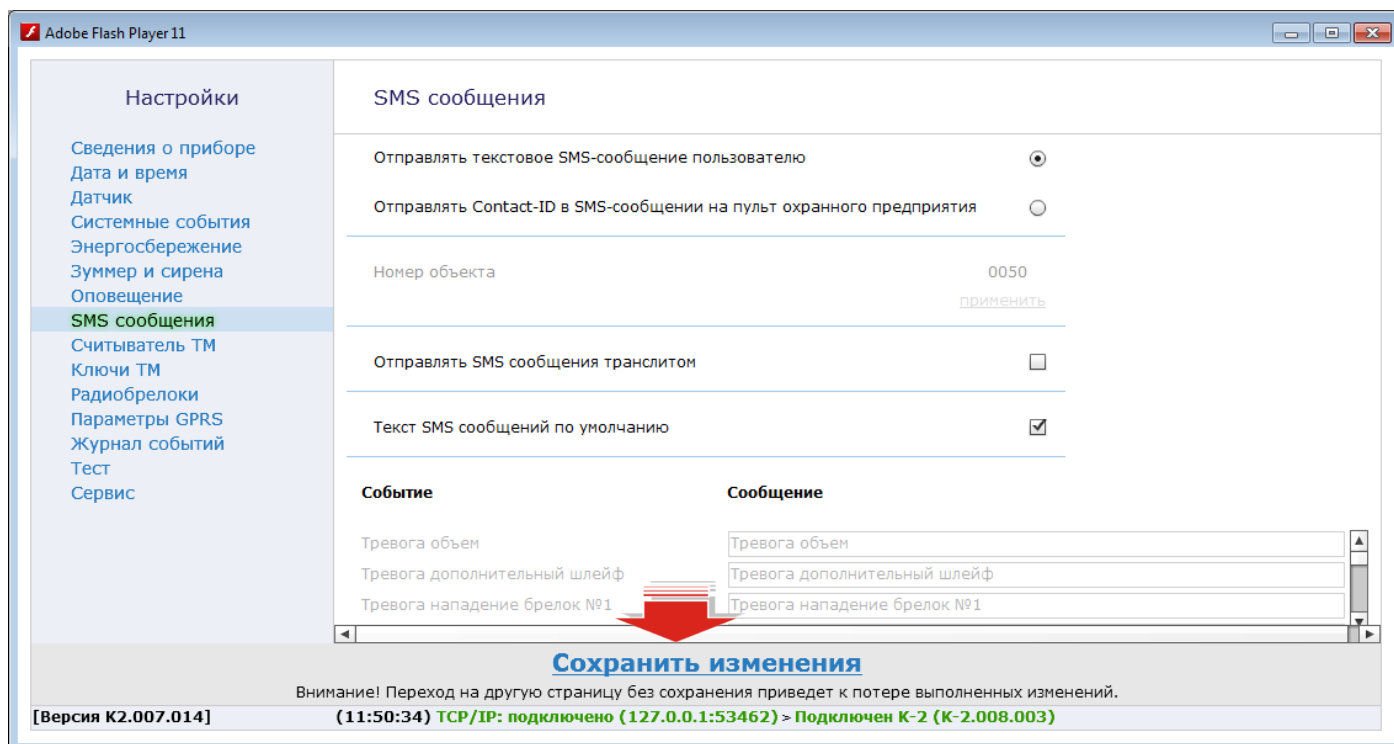 Adobe Flash Player 11
Настройки
Сведения о приборе
Дата и время
Датчик
Системные события
Энергосбережение
Зуммер и сирена
Оповещение
SMS сообщения
Считыватель ТМ
Ключи ТМ
Радиобрелоки
Параметры GPRS
Журнал событий
Тест
Сервис
SMS сообщения
Отправлять текстовое SMS-сообщение пользователю
Отправлять Contact-ID в SMS-сообщении на пульт охранного предприятия
Номер объекта 0050
применить
Отправлять SMS сообщения транслитом
Текст SMS сообщений по умолчанию
Событие Сообщение
Тревога объем Тревога объем
Тревога дополнительный шлейф Тревога дополнительный шлейф
Тревога нападение брелок №1 Тревога нападение брелок №1
Сохранить изменения
Внимание! Переход на другую страницу без сохранения приведет к потере выполненных изменений.
[Версия K2.007.014] (11:50:34) TCP/IP: подключено (127.0.0.1:53462) > Подключен К-2 (K-2.008.003)